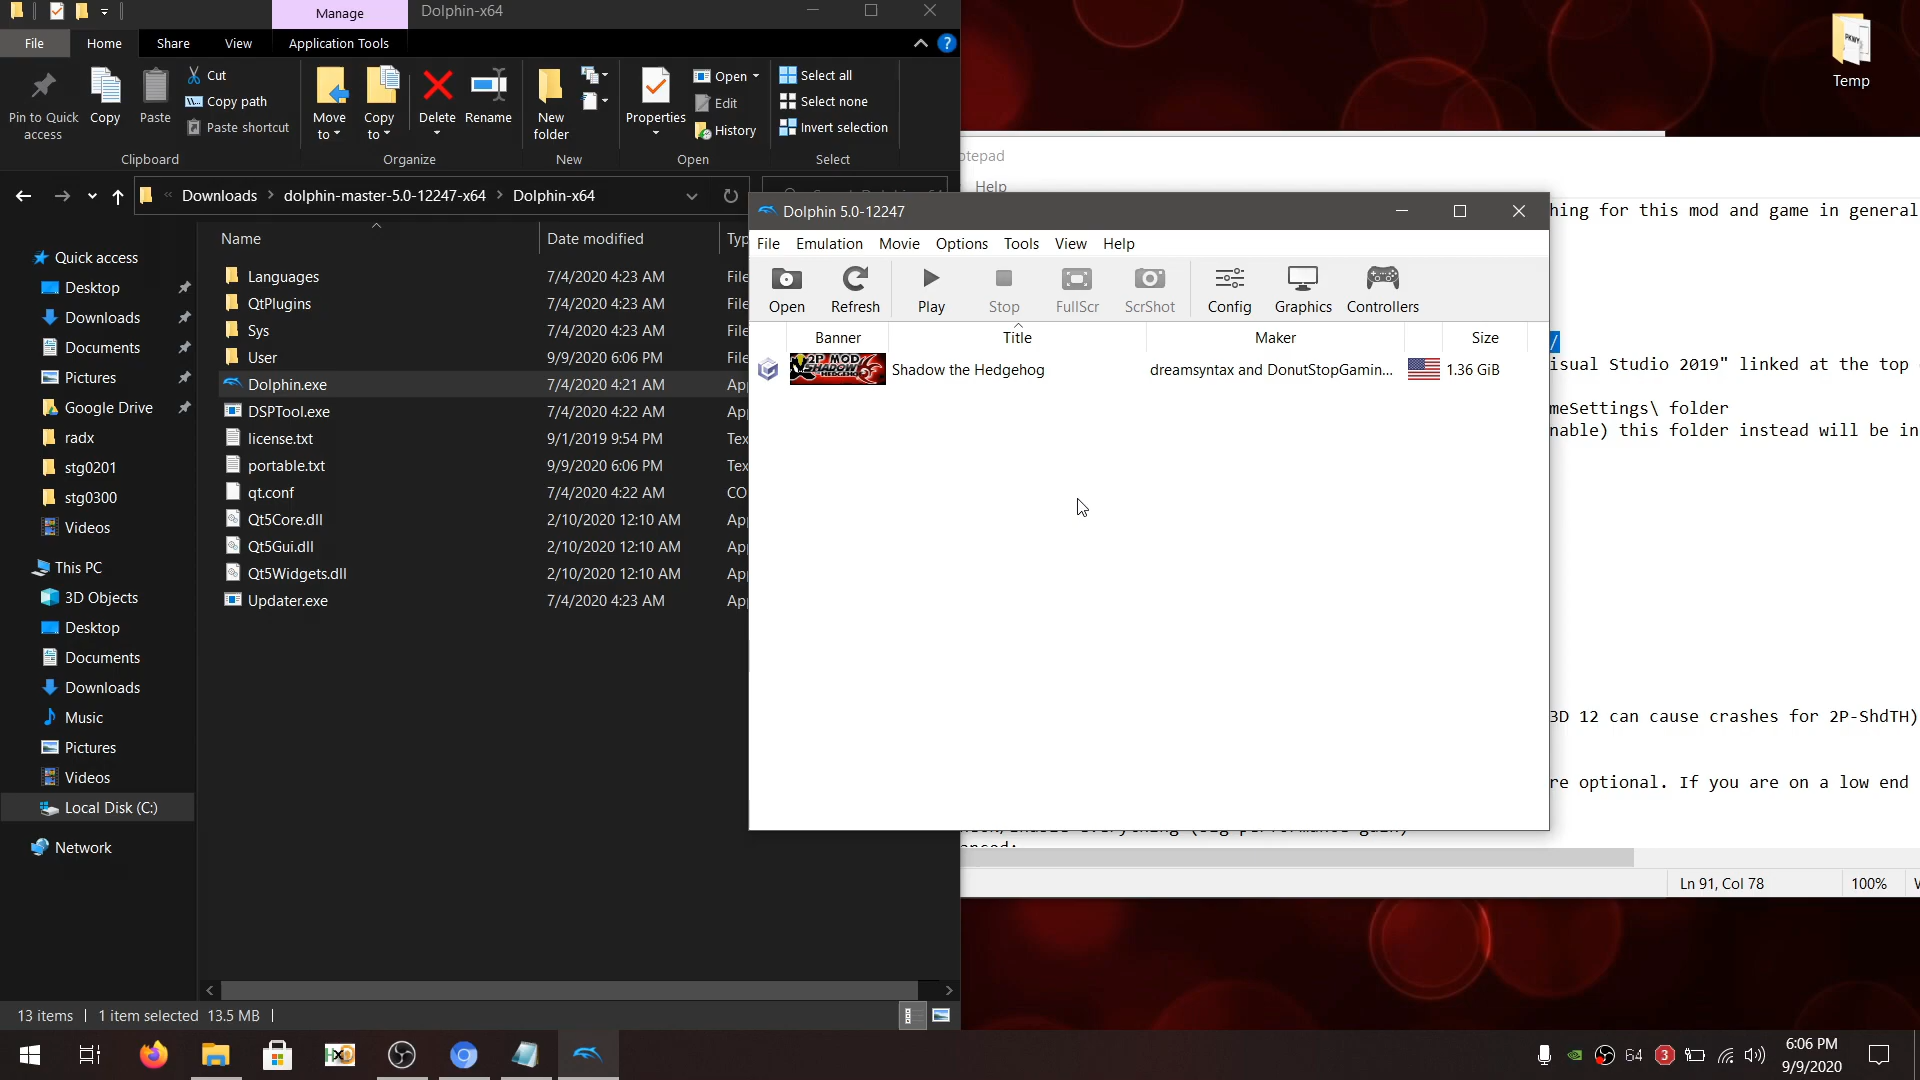 Manage
Dolphin-x64
File
Home
Share
View
Application Tools
Pin to Quick access
Copy
Paste
Cut
Copy path
Paste shortcut
Move to
Copy to
Delete
Rename
New folder
Properties
Open
Edit
History
Select all
Select none
Invert selection
Clipboard
Organize
New
Open
Select
Downloads
dolphin-master-5.0-12247-x64
Dolphin-x64
Name
Date modified
Quick access
Desktop
Downloads
Documents
Pictures
Google Drive
radx
stg0201
stg0300
Videos
This PC
3D Objects
Desktop
Documents
Downloads
Music
Pictures
Videos
Local Disk (C:)
Network
Languages 7/4/2020 4:23 AM
QtPlugins 7/4/2020 4:23 AM
Sys 7/4/2020 4:23 AM
User 9/9/2020 6:06 PM
Dolphin.exe 7/4/2020 4:21 AM
DSPTool.exe 7/4/2020 4:22 AM
license.txt 9/1/2019 9:54 PM
portable.txt 9/9/2020 6:06 PM
qt.conf 7/4/2020 4:22 AM
Qt5Core.dll 2/10/2020 12:10 AM
Qt5Gui.dll 2/10/2020 12:10 AM
Qt5Widgets.dll 2/10/2020 12:10 AM
Updater.exe 7/4/2020 4:23 AM
13 items 1 item selected 13.5 MB
Dolphin 5.0-12247
File Emulation Movie Options Tools View Help
Open Refresh Play Stop FullScr ScrShot Config Graphics Controllers
Banner Title Maker Size
2P MOD
SHADOW
Shadow the Hedgehog dreamsyntax and DonutStopGamin... 1.36 GiB
Temp
otepad
Help
hing for this mod and game in general
/
isual Studio 2019" linked at the top
meSettings\ folder
nable) this folder instead will be in
3D 12 can cause crashes for 2P-ShdTH)
re optional. If you are on a low end
Ln 91, Col 78
100%
64
3
6:06 PM
9/9/2020